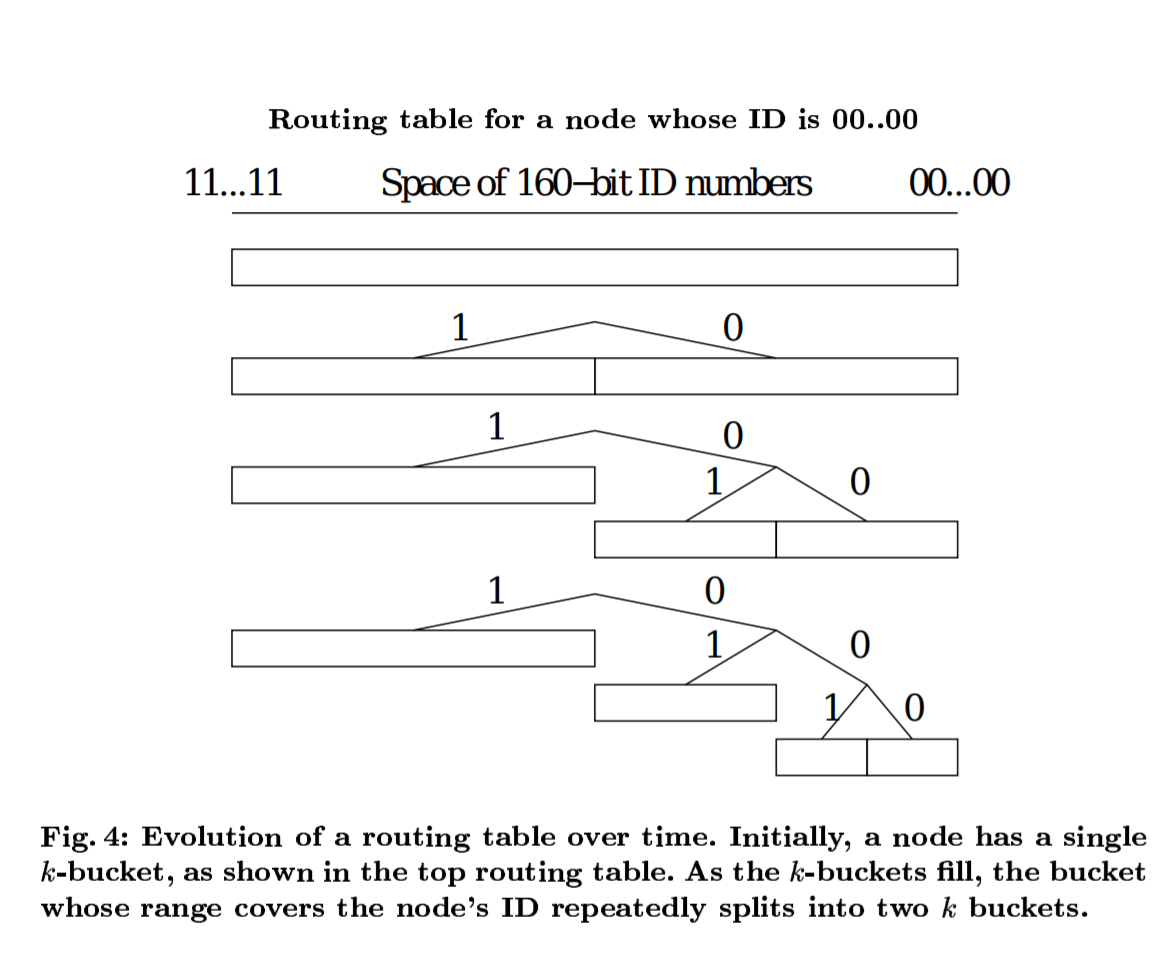 Routing table for a node whose ID is 00..00
11...11 Space of 160–bit ID numbers 00...00
1 0
1 0
1 0
1 0
1 0
1 0
Fig. 4: Evolution of a routing table over time. Initially, a node has a single
k-bucket, as shown in the top routing table. As the k-buckets fill, the bucket
whose range covers the node’s ID repeatedly splits into two k buckets.